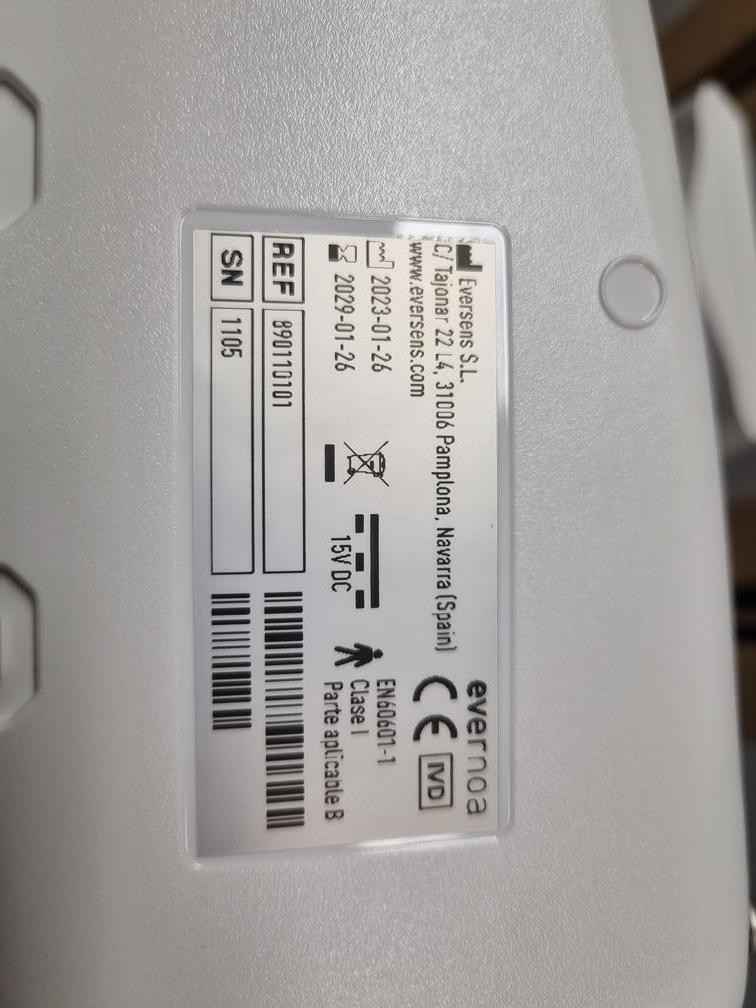 Eversens S.L.
C/ Tajonar 22 L4, 31006 Pamplona, Navarra (Spain)
www.eversens.com
evernoa
CE IVD
2023-01-26
2029-01-26
15V DC
EN60601-1
Clase I
Parte aplicable B
REF 890110101
SN 1105